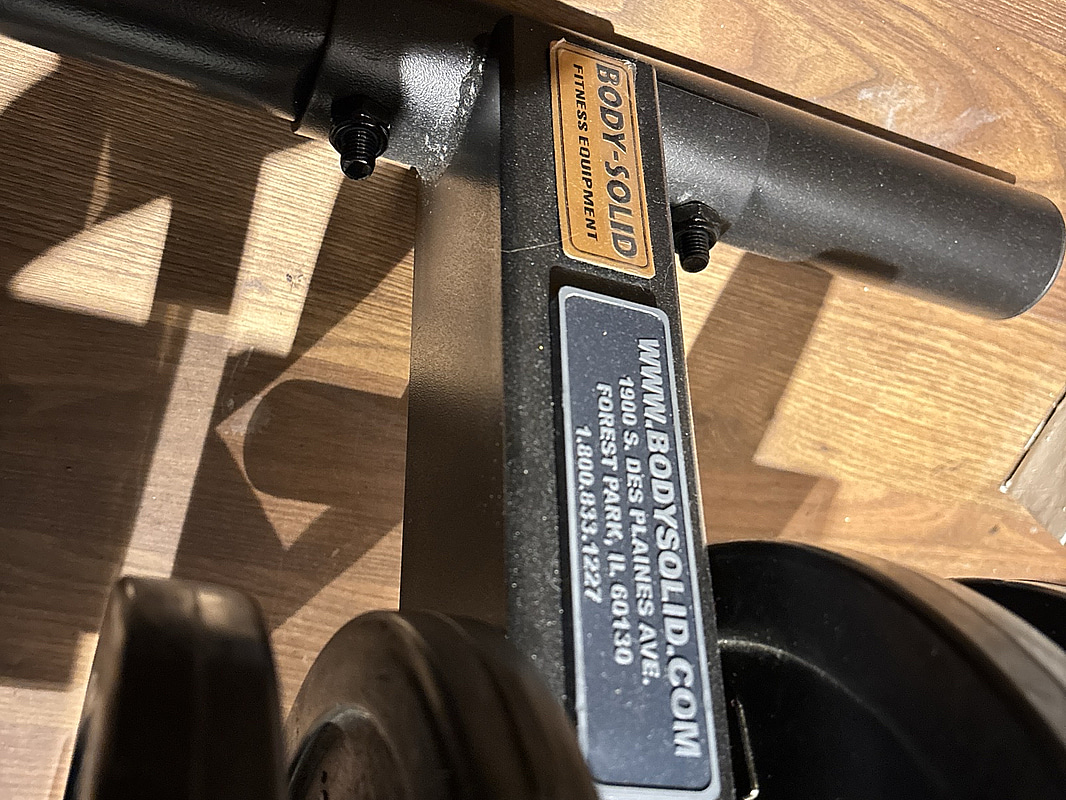 BODY-SOLID
FITNESS EQUIPMENT
WWW.BODYSOLID.COM
1900 S. DES PLAINES AVE.
FOREST PARK, IL 60130
1.800.833.1227